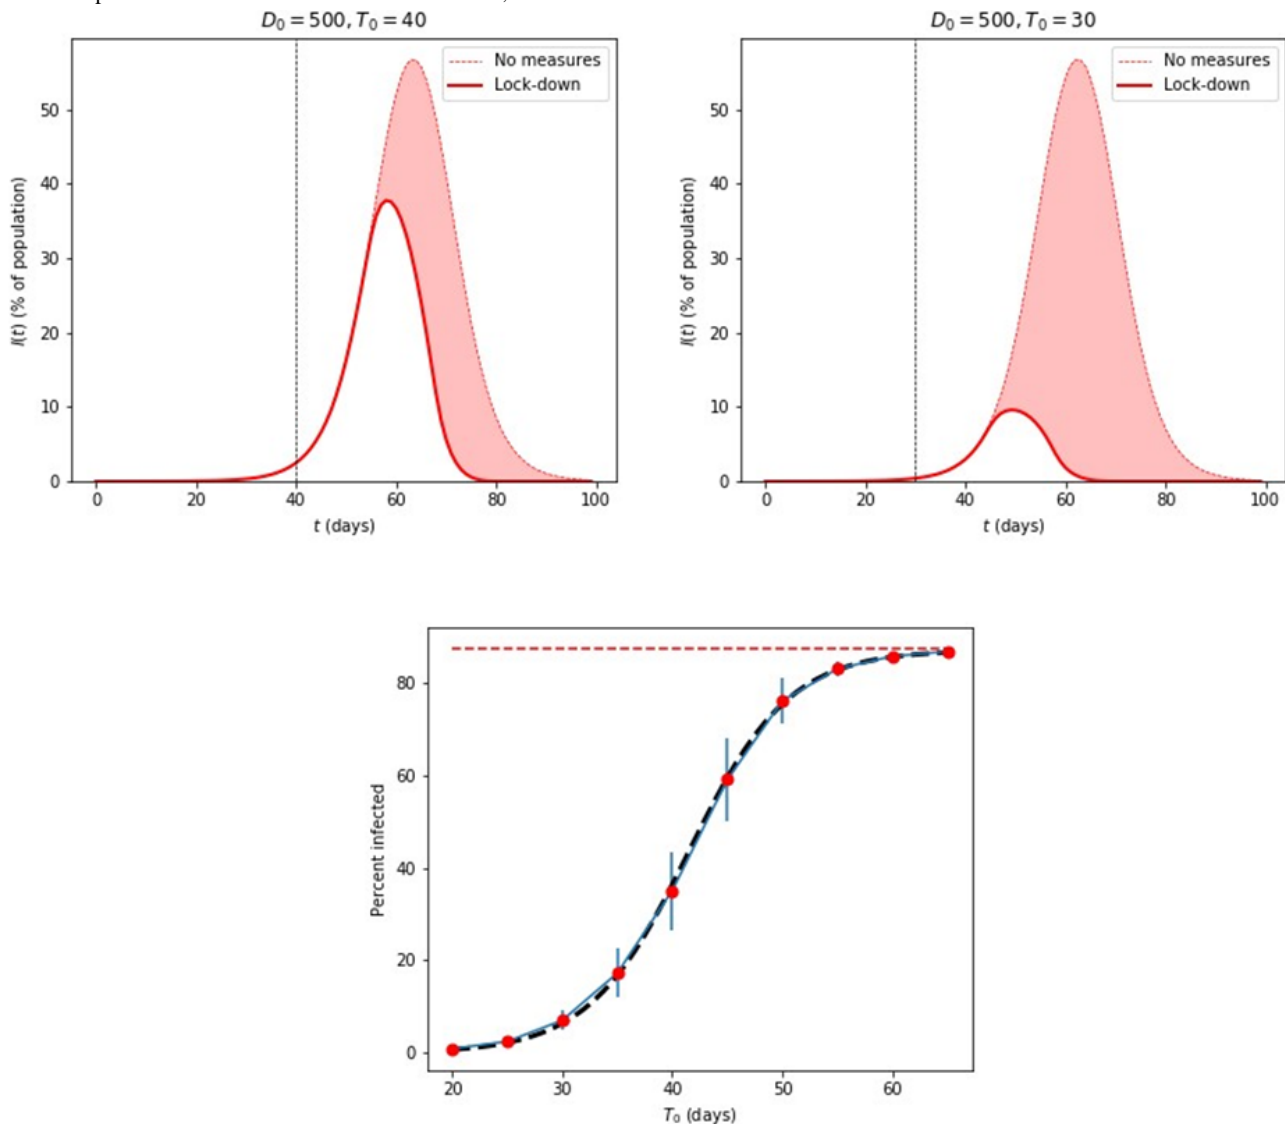 D₀ = 500, T₀ = 40
No measures
Lock-down
I(t) (% of population)
50
40
30
20
10
0
0 20 40 60 80 100
t (days)
D₀ = 500, T₀ = 30
No measures
Lock-down
I(t) (% of population)
50
40
30
20
10
0
0 20 40 60 80 100
t (days)
Percent infected
80
60
40
20
0
20 30 40 50 60
T₀ (days)